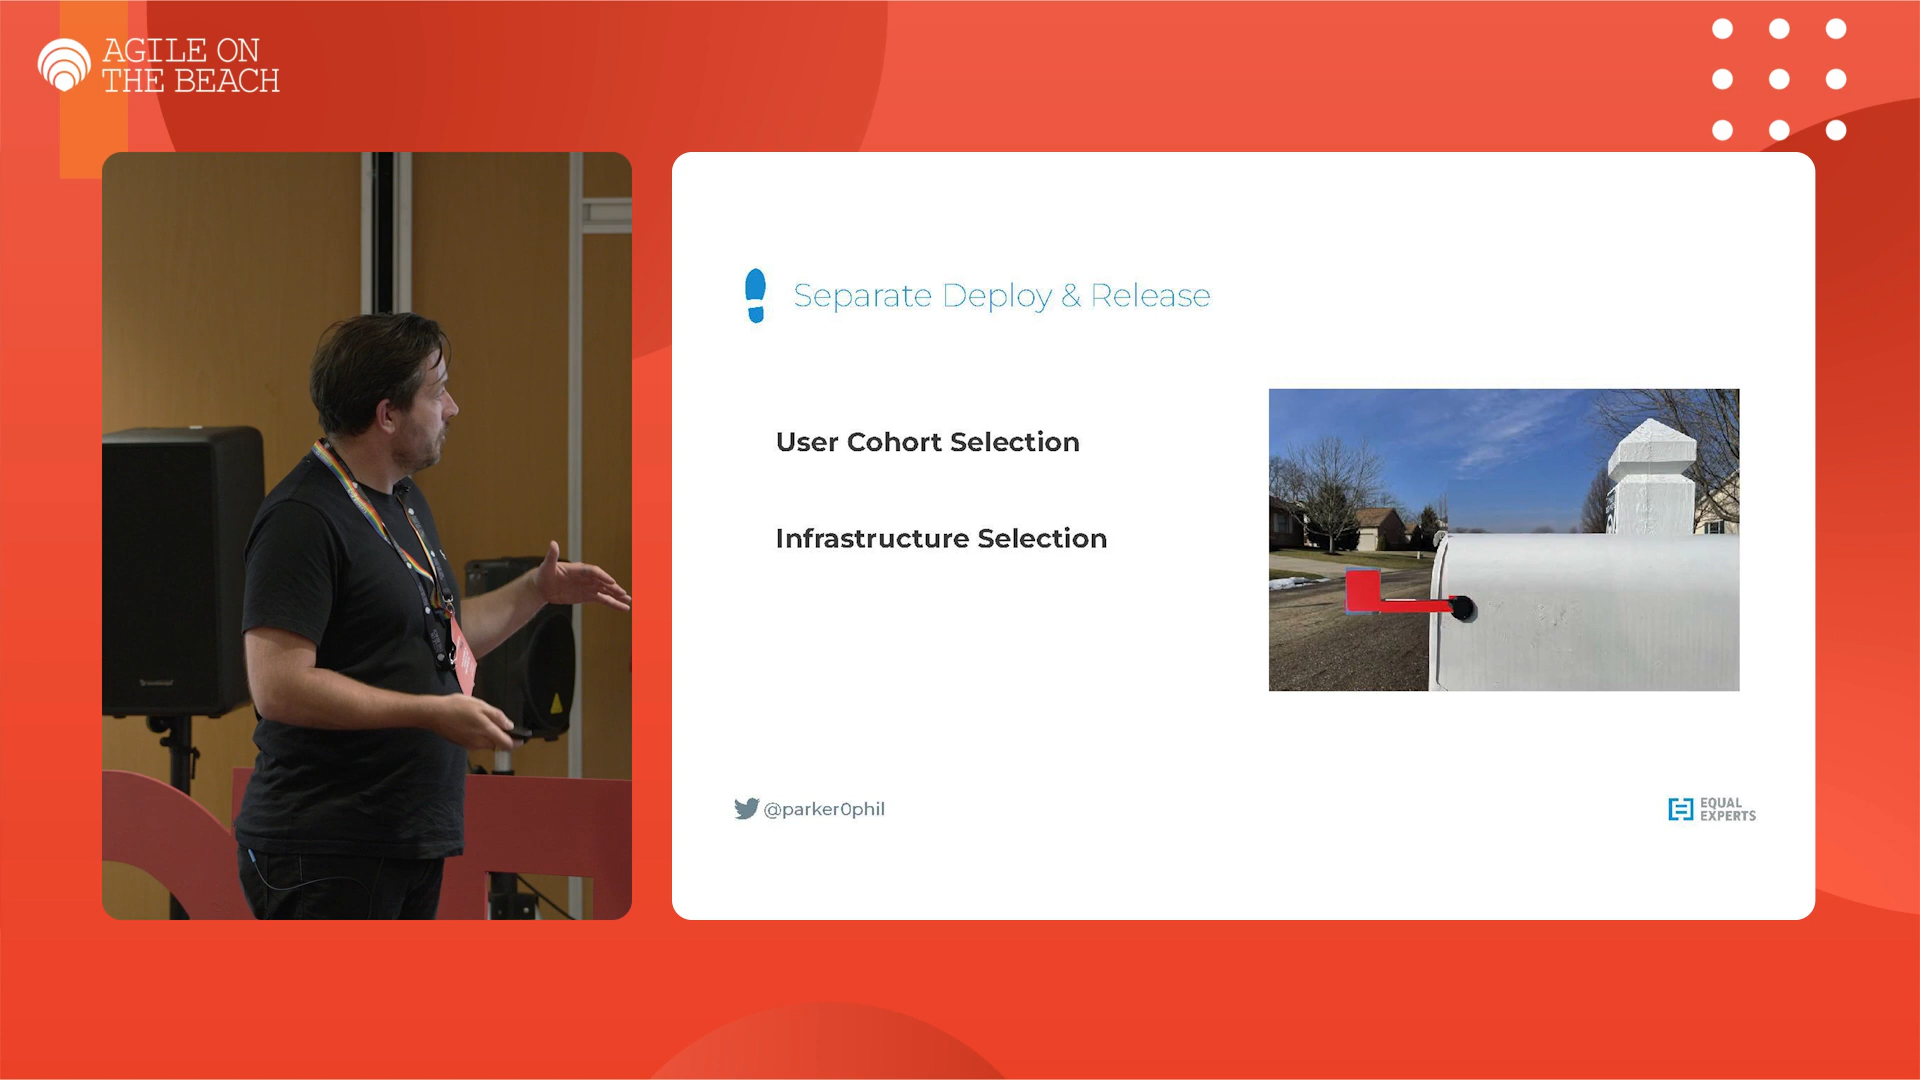 AGILE ON
THE BEACH
Separate Deploy & Release
User Cohort Selection
Infrastructure Selection
@parker0phil
EQUAL
EXPERTS